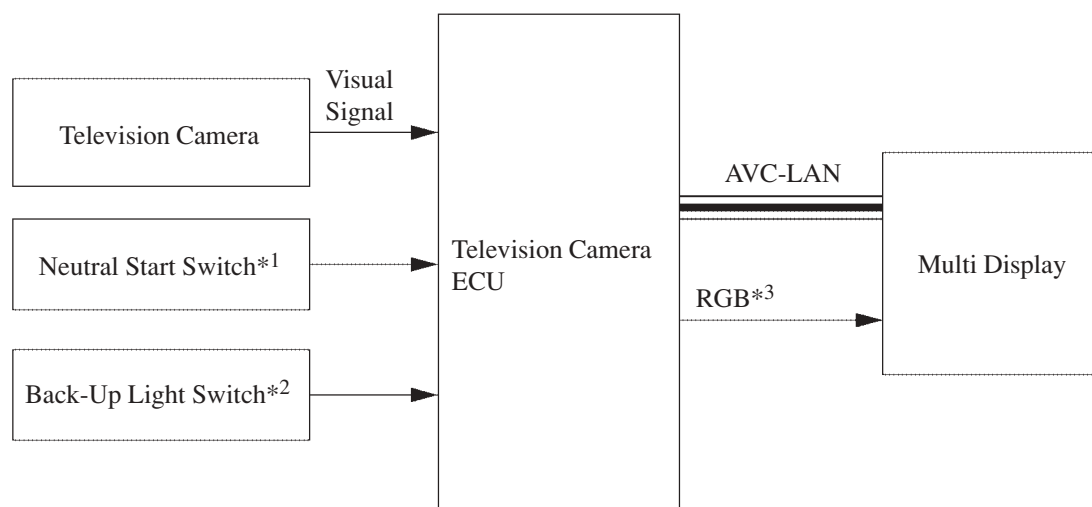 Visual
Signal
Television Camera
Neutral Start Switch*1
Back-Up Light Switch*2
Television Camera
ECU
AVC-LAN
RGB*3
Multi Display